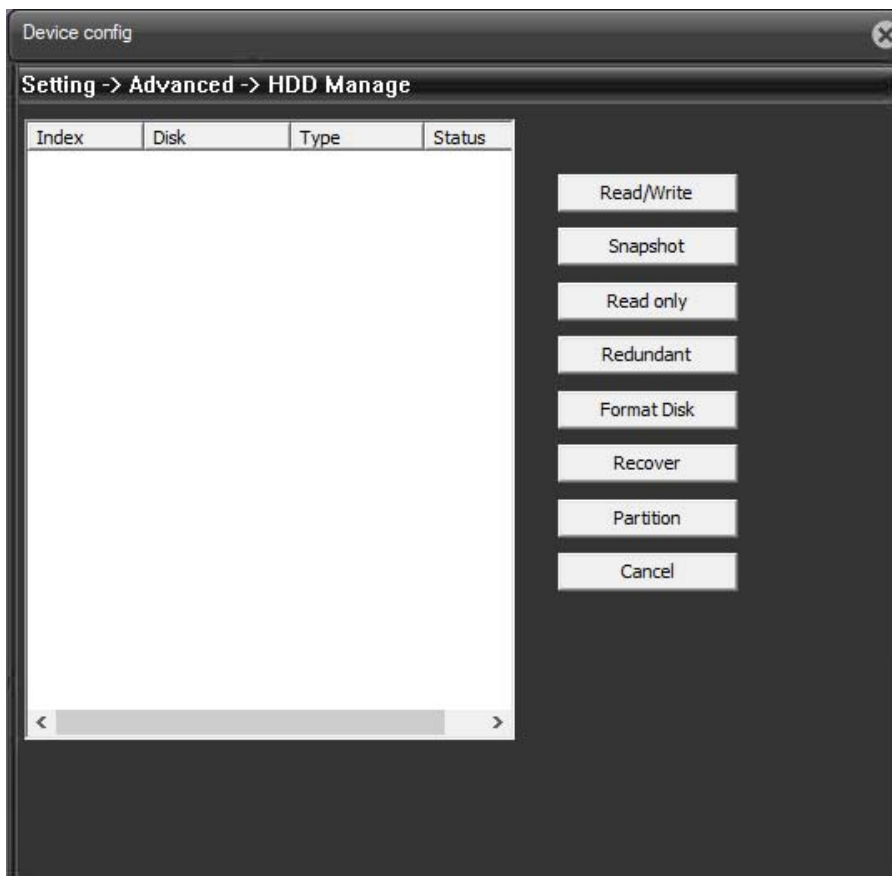 Device config
Setting -> Advanced -> HDD Manage
Index Disk Type Status
Read/Write
Snapshot
Read only
Redundant
Format Disk
Recover
Partition
Cancel